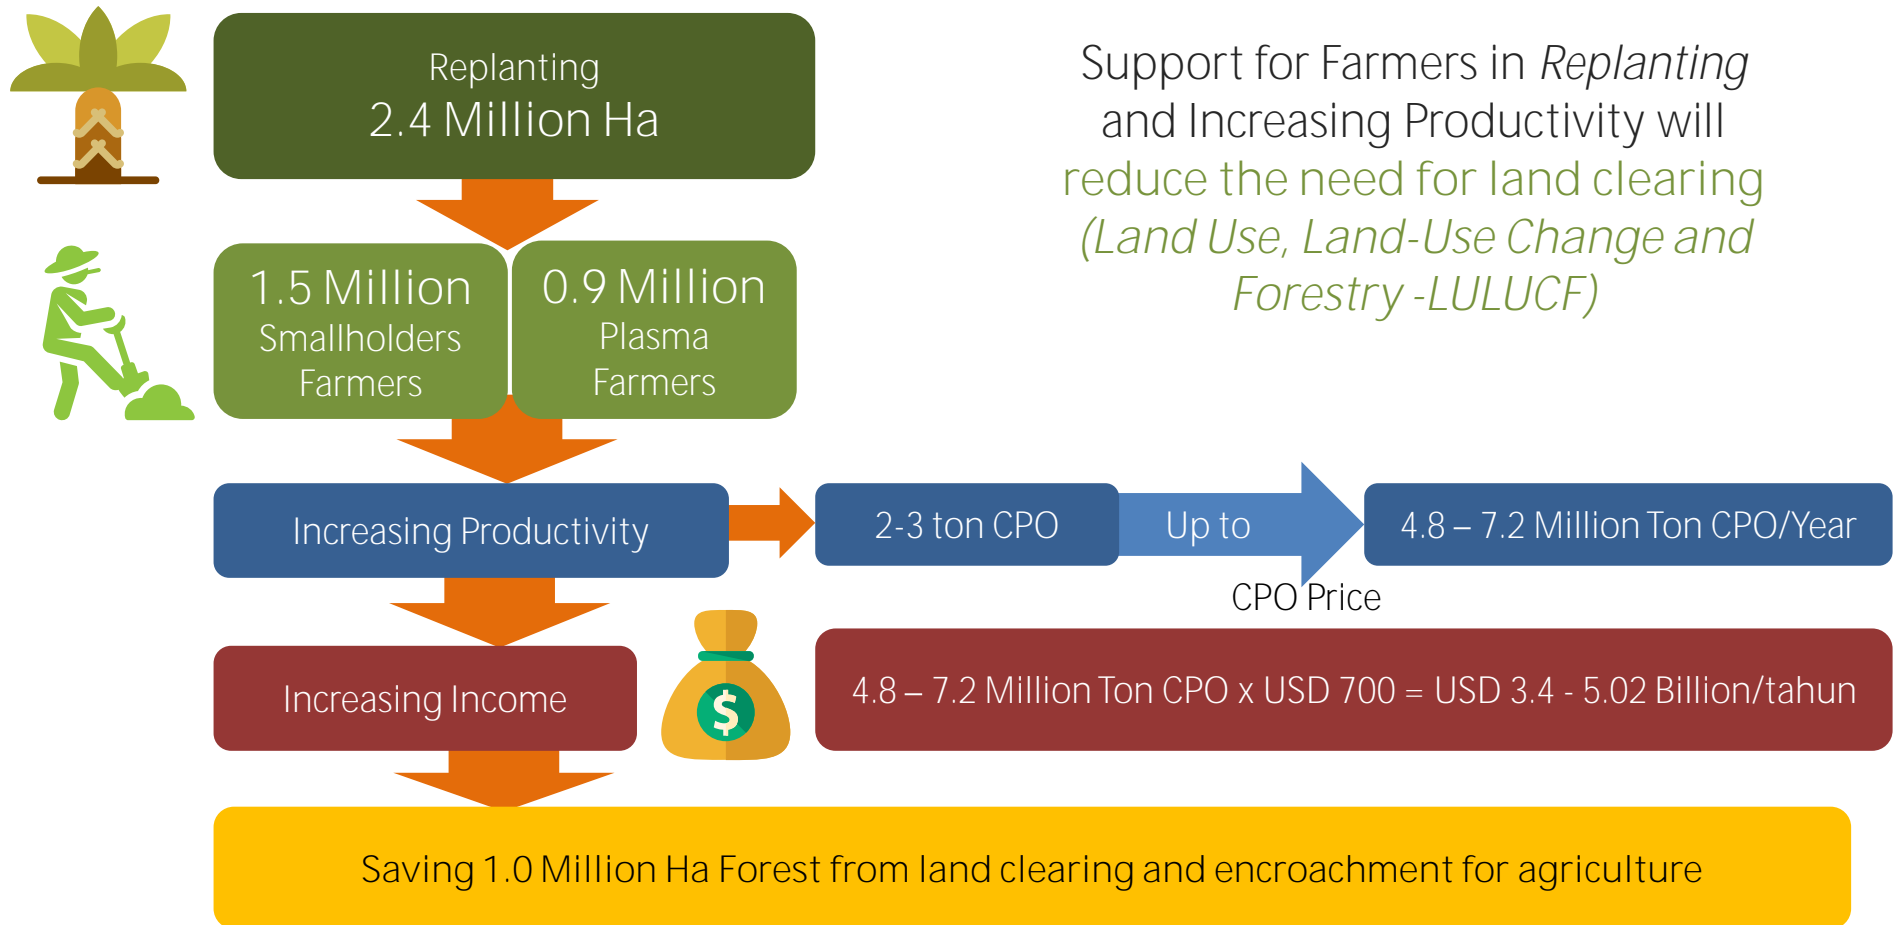 Replanting
2.4 Million Ha
Support for Farmers in Replanting
and Increasing Productivity will
reduce the need for land clearing
(Land Use, Land-Use Change and
Forestry -LULUCF)
1.5 Million
Smallholders
Farmers
0.9 Million
Plasma
Farmers
Increasing Productivity
2-3 ton CPO
Up to
4.8 – 7.2 Million Ton CPO/Year
CPO Price
Increasing Income
$
4.8 – 7.2 Million Ton CPO x USD 700 = USD 3.4 - 5.02 Billion/tahun
Saving 1.0 Million Ha Forest from land clearing and encroachment for agriculture